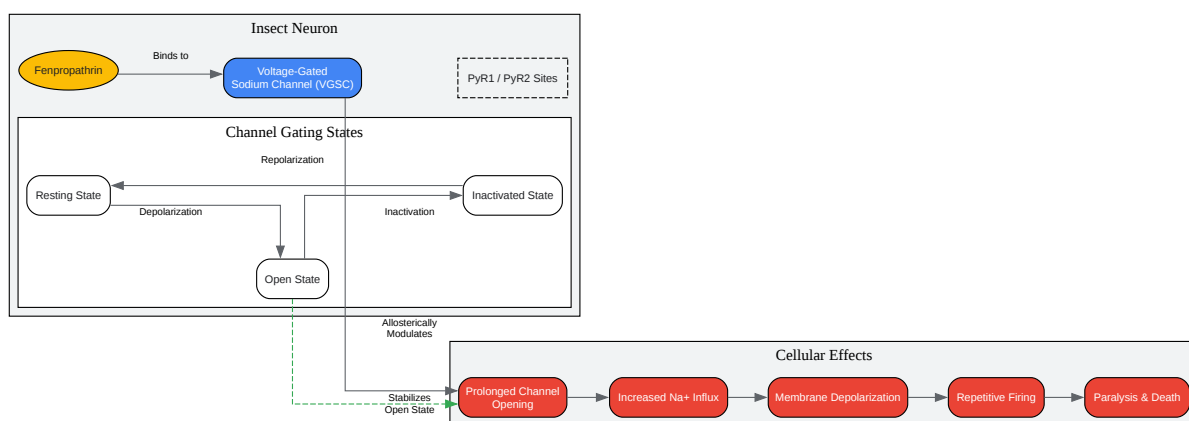 Insect Neuron
Fenpropathrin
Binds to
Voltage-Gated
Sodium Channel (VGSC)
PyR1 / PyR2 Sites
Channel Gating States
Repolarization
Resting State
Inactivated State
Depolarization
Inactivation
Open State
Allosterically
Modulates
Cellular Effects
Stabilizes
Open State
Prolonged Channel
Opening
Increased Na+ Influx
Membrane Depolarization
Repetitive Firing
Paralysis & Death